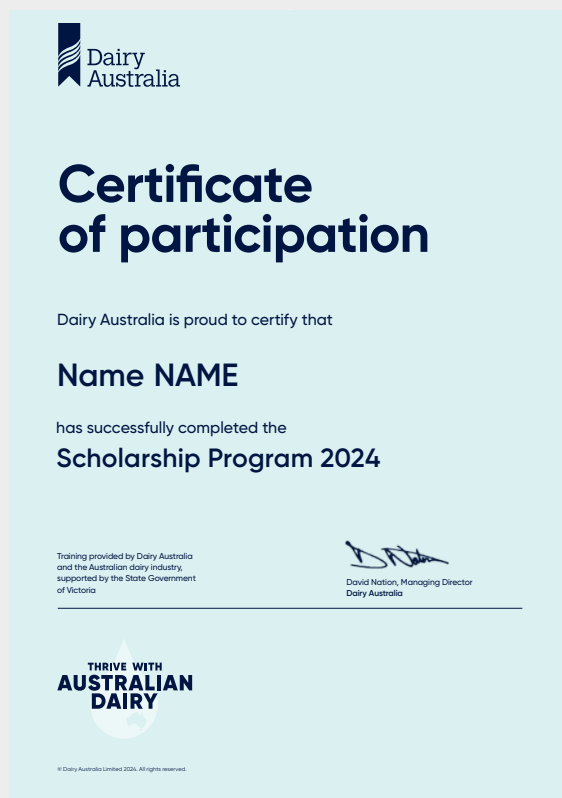 Dairy
Australia
Certificate
of participation
Dairy Australia is proud to certify that
Name NAME
has successfully completed the
Scholarship Program 2024
Training provided by Dairy Australia
and the Australian dairy industry,
supported by the State Government
of Victoria
D Nation
David Nation, Managing Director
Dairy Australia
THRIVE WITH
AUSTRALIAN
DAIRY
© Dairy Australia Limited 2024. All rights reserved.